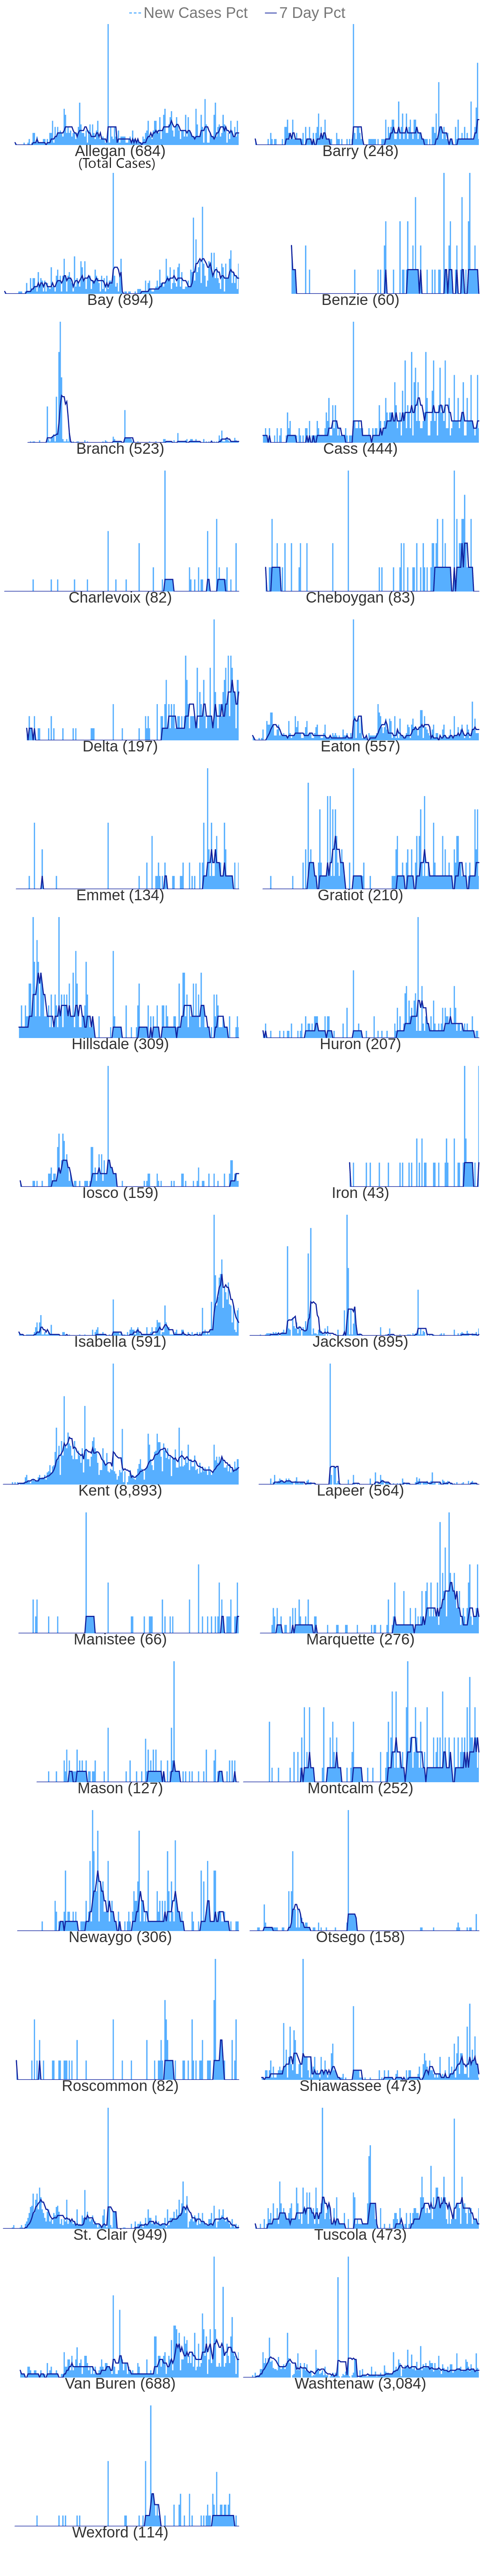 New Cases Pct 7 Day Pct
Allegan (684) Barry (248)
(Total Cases)
Bay (894) Benzie (60)
Branch (523) Cass (444)
Charlevoix (82) Cheboygan (83)
Delta (197) Eaton (557)
Emmet (134) Gratiot (210)
Hillsdale (309) Huron (207)
Iosco (159) Iron (43)
Isabella (591) Jackson (895)
Kent (8,893) Lapeer (564)
Manistee (66) Marquette (276)
Mason (127) Montcalm (252)
Newaygo (306) Otsego (158)
Roscommon (82) Shiawassee (473)
St. Clair (949) Tuscola (473)
Van Buren (688) Washtenaw (3,084)
Wexford (114)